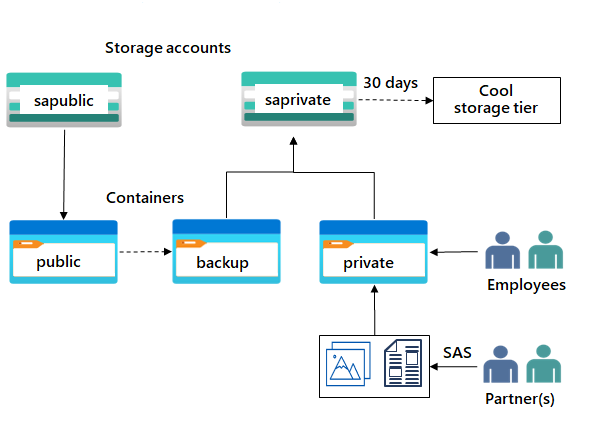 Storage accounts
sapublic
saprivate
30 days
Cool
storage tier
Containers
public
backup
private
Employees
SAS
Partner(s)